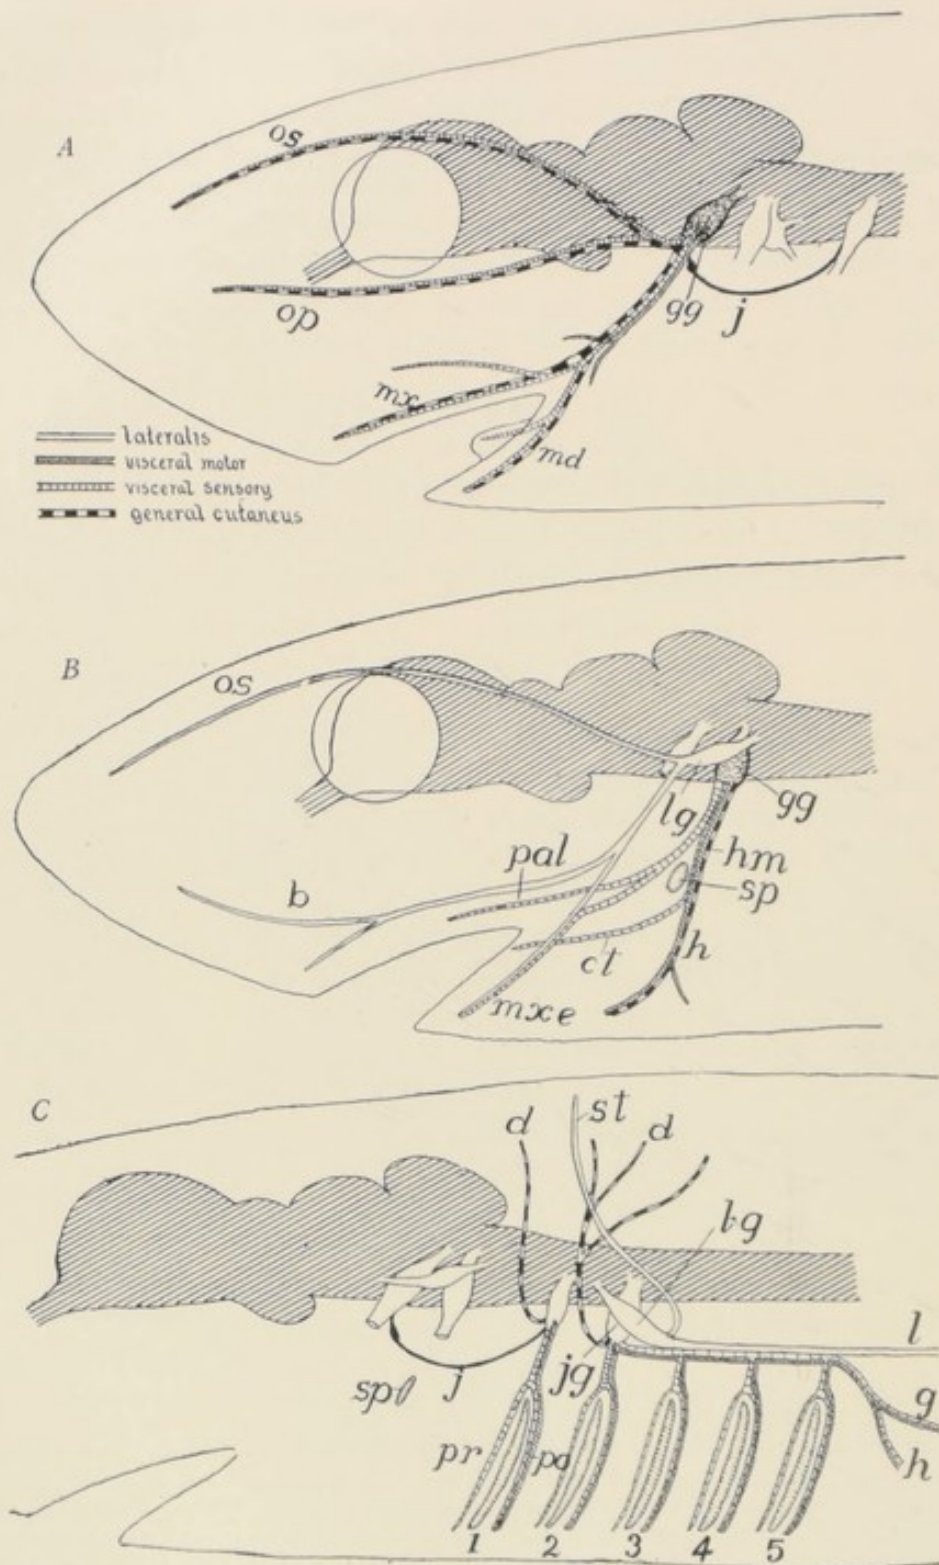 A
os
op
gg
j
mx
md
lateralis
visceral motor
visceral sensory
general cutaneus
B
os
lg
gg
pal
hm
sp
b
ct
h
mxe
C
d
st
d
lg
l
jg
j
sp
g
pr
po
h
1 2 3 4 5